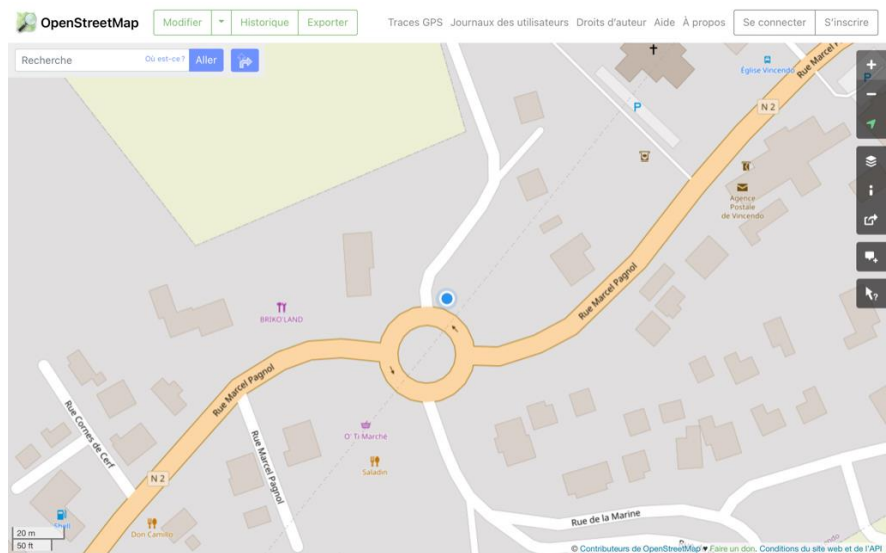 OpenStreetMap
Modifier
Historique
Exporter
Traces GPS
Journaux des utilisateurs
Droits d'auteur
Aide
À propos
Se connecter
S'inscrire
Recherche
Où est-ce ?
Aller
Église Vincendo
Rue Marcel
P
P
N 2
Agence
Postale
de Vincendo
Rue Marcel Pagnol
BRIKO'LAND
Rue Marcel Pagnol
Rue Cornes de Cerf
Rue Marcel Pagnol
O' Ti Marché
Saladin
N 2
Don Camillo
Rue de la Marine
20 m
50 ft
© Contributeurs de OpenStreetMap ♥ Faire un don. Conditions du site web et de l'API